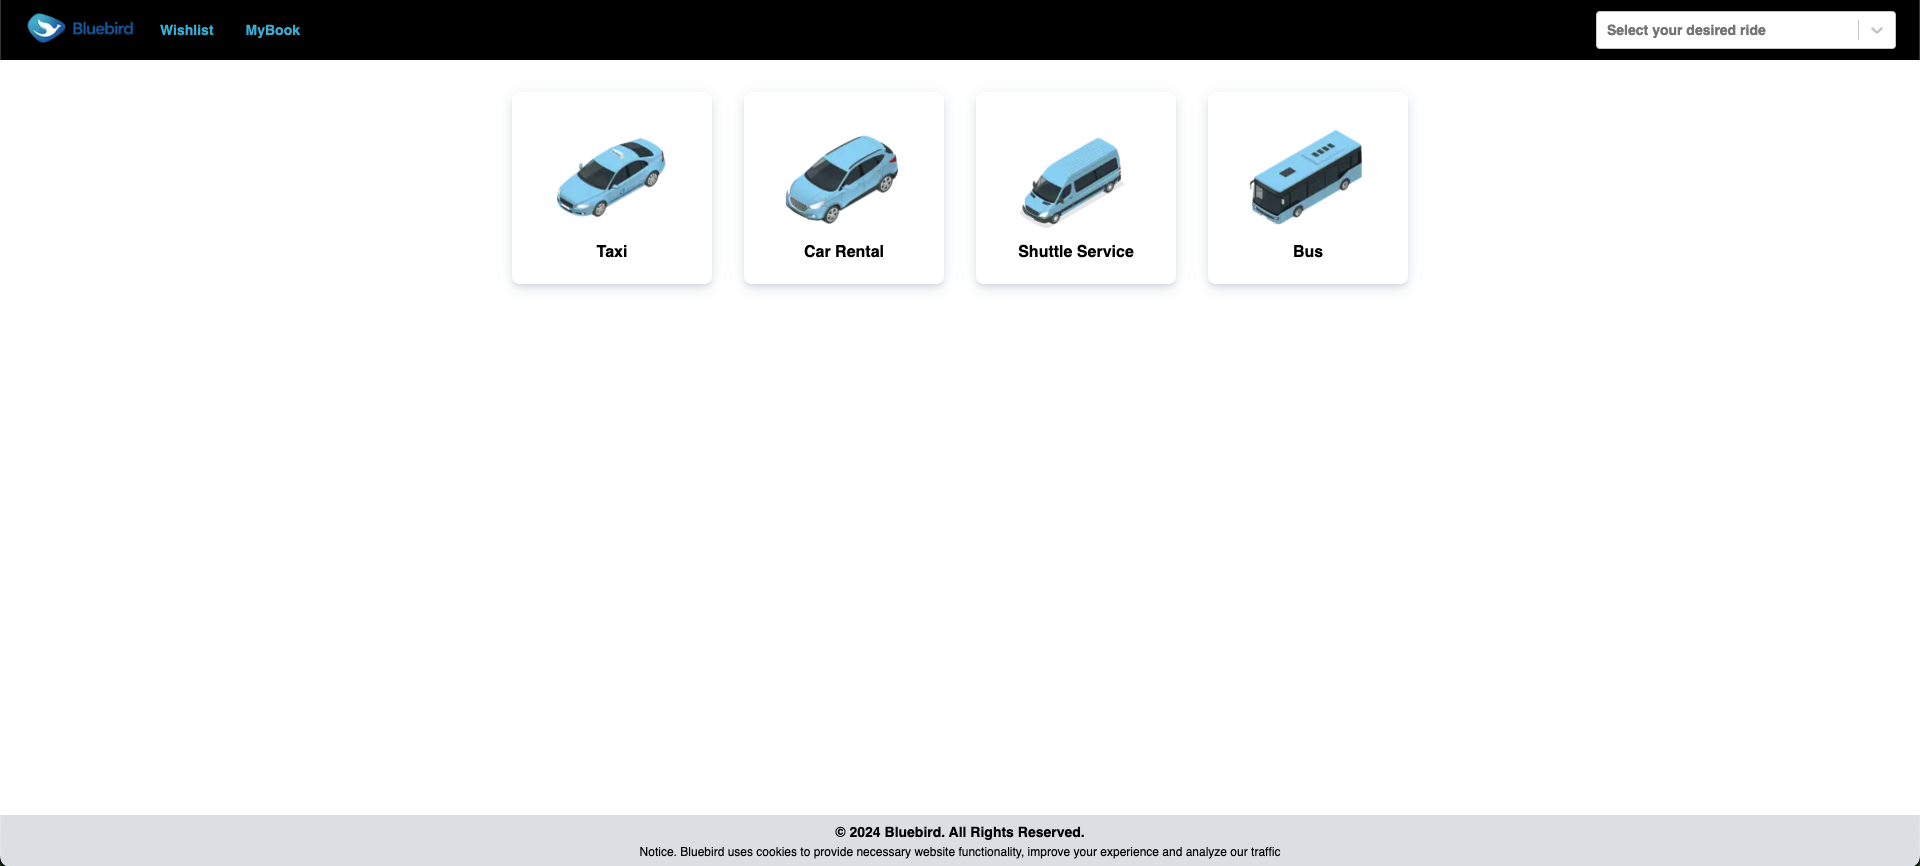 Bluebird Wishlist MyBook Select your desired ride
Taxi Car Rental Shuttle Service Bus
© 2024 Bluebird. All Rights Reserved.
Notice. Bluebird uses cookies to provide necessary website functionality, improve your experience and analyze our traffic